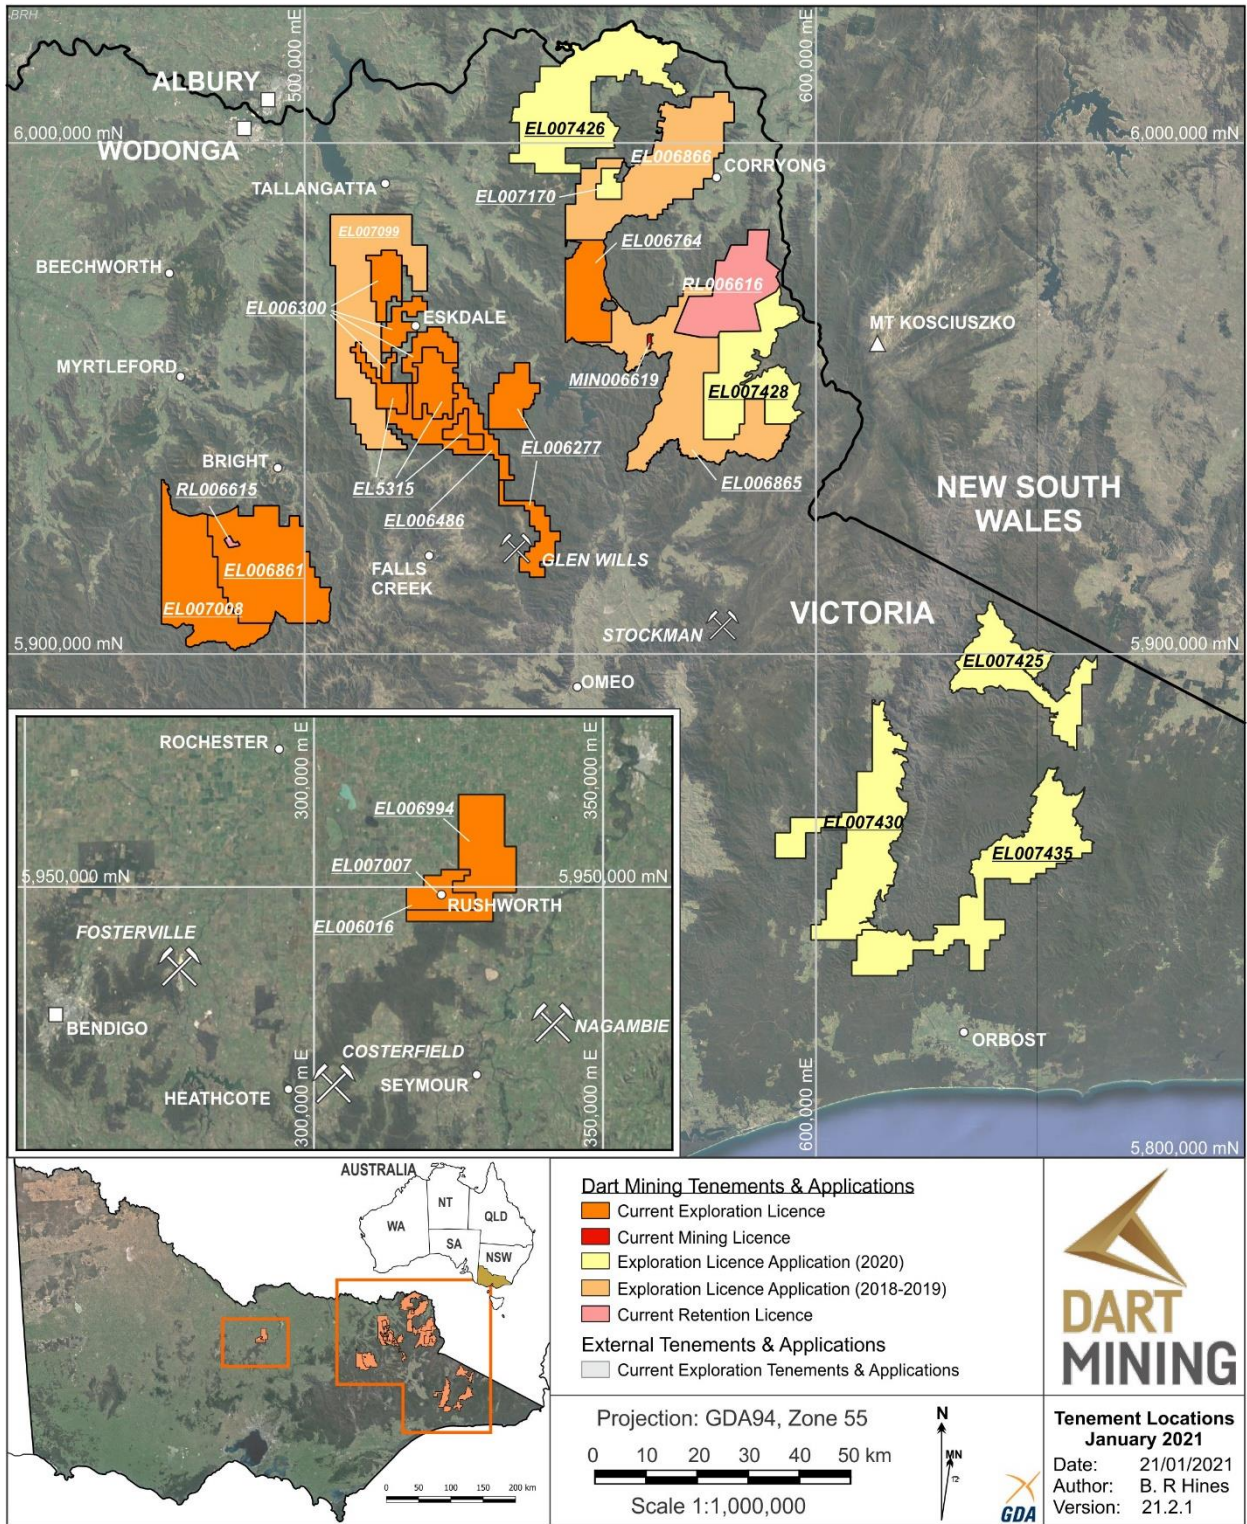 BRH
500,000 mE
600,000 mE
ALBURY
6,000,000 mN
6,000,000 mN
WODONGA
EL007426
EL006866
CORRYONG
TALLANGATTA
EL007170
EL007099
EL006764
BEECHWORTH
RL006616
EL006300
ESKDALE
MT KOSCIUSZKO
MYRTLEFORD
MIN006619
EL007428
EL006277
BRIGHT
EL006865
RL006615
EL5315
NEW SOUTH
WALES
EL006486
GLEN WILLS
FALLS
CREEK
EL006861
EL007008
VICTORIA
STOCKMAN
5,900,000 mN
5,900,000 mN
EL007425
OMEO
ROCHESTER
300,000 m E
350,000 m E
EL006994
EL007430
EL007435
EL007007
5,950,000 mN
5,950,000 mN
RUSHWORTH
EL006016
FOSTERVILLE
BENDIGO
NAGAMBIE
COSTERFIELD
SEYMOUR
HEATHCOTE
300,000 m E
350,000 m E
ORBOST
600,000 mE
5,800,000 mN
AUSTRALIA
WA
NT
QLD
SA
NSW
0 50 100 150 200 km
Dart Mining Tenements & Applications
Current Exploration Licence
Current Mining Licence
Exploration Licence Application (2020)
Exploration Licence Application (2018-2019)
Current Retention Licence
External Tenements & Applications
Current Exploration Tenements & Applications
DART
MINING
Projection: GDA94, Zone 55
0 10 20 30 40 50 km
Scale 1:1,000,000
N
MN
GDA
Tenement Locations
January 2021
Date: 21/01/2021
Author: B. R Hines
Version: 21.2.1